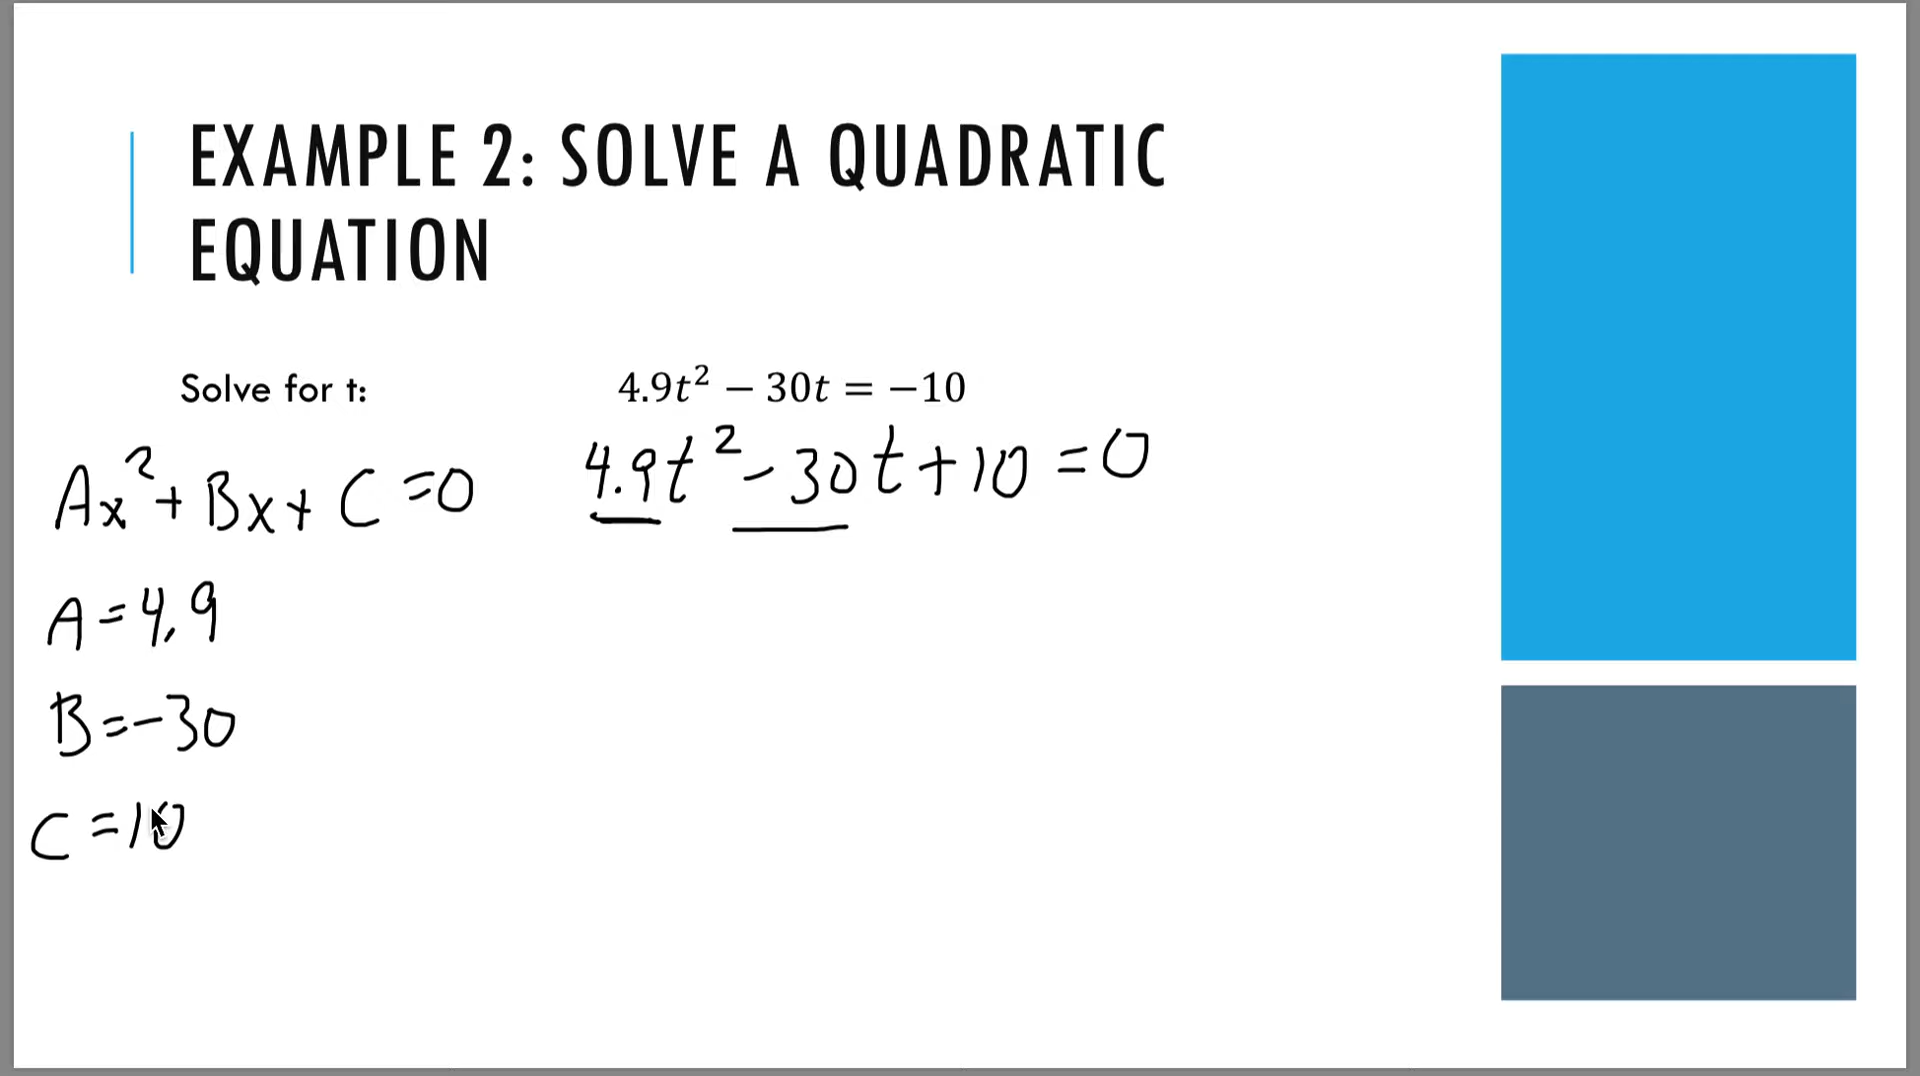 EXAMPLE 2: SOLVE A QUADRATIC
EQUATION
Solve for t: 4.9t² − 30t = −10
Ax² + Bx + C = 0 4.9t² − 30t + 10 = 0
A = 4.9
B = −30
C = 10